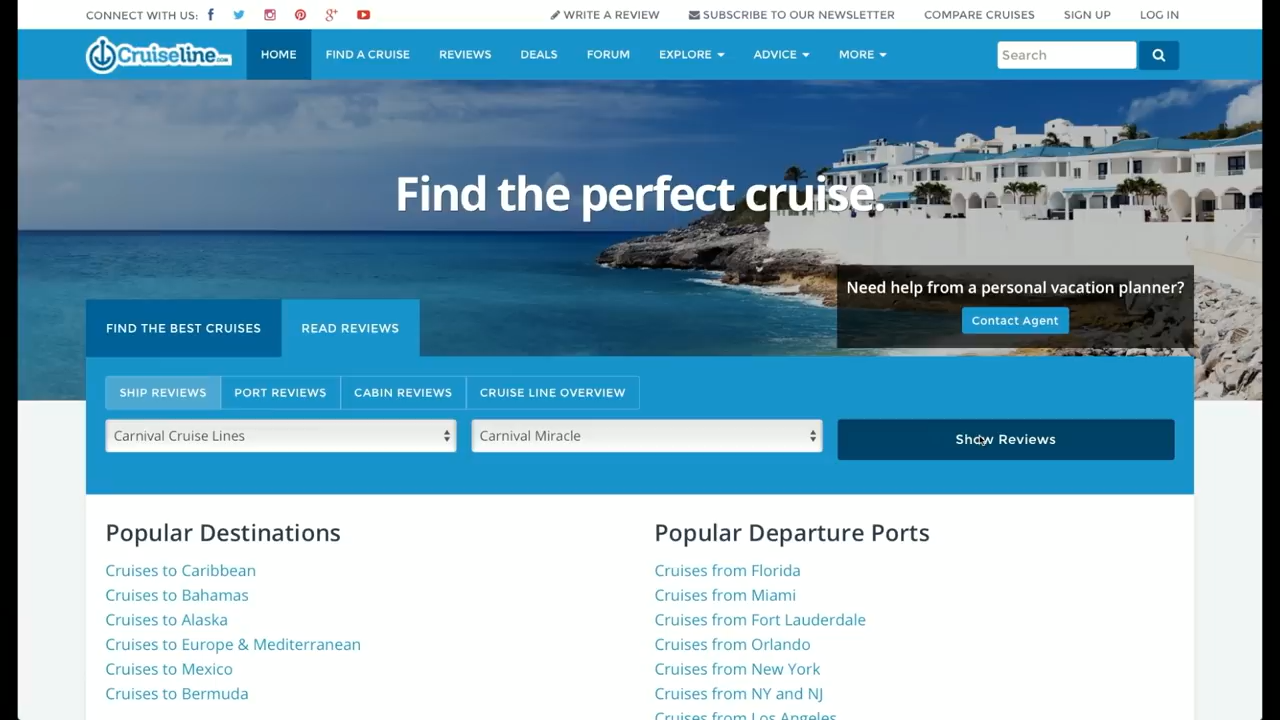 CONNECT WITH US:
WRITE A REVIEW
SUBSCRIBE TO OUR NEWSLETTER
COMPARE CRUISES
SIGN UP
LOG IN
Cruiseline.com
HOME
FIND A CRUISE
REVIEWS
DEALS
FORUM
EXPLORE
ADVICE
MORE
Search
Find the perfect cruise.
Need help from a personal vacation planner?
Contact Agent
FIND THE BEST CRUISES
READ REVIEWS
SHIP REVIEWS
PORT REVIEWS
CABIN REVIEWS
CRUISE LINE OVERVIEW
Carnival Cruise Lines
Carnival Miracle
Show Reviews
Popular Destinations
Cruises to Caribbean
Cruises to Bahamas
Cruises to Alaska
Cruises to Europe & Mediterranean
Cruises to Mexico
Cruises to Bermuda
Popular Departure Ports
Cruises from Florida
Cruises from Miami
Cruises from Fort Lauderdale
Cruises from Orlando
Cruises from New York
Cruises from NY and NJ
Cruises from Los Angeles